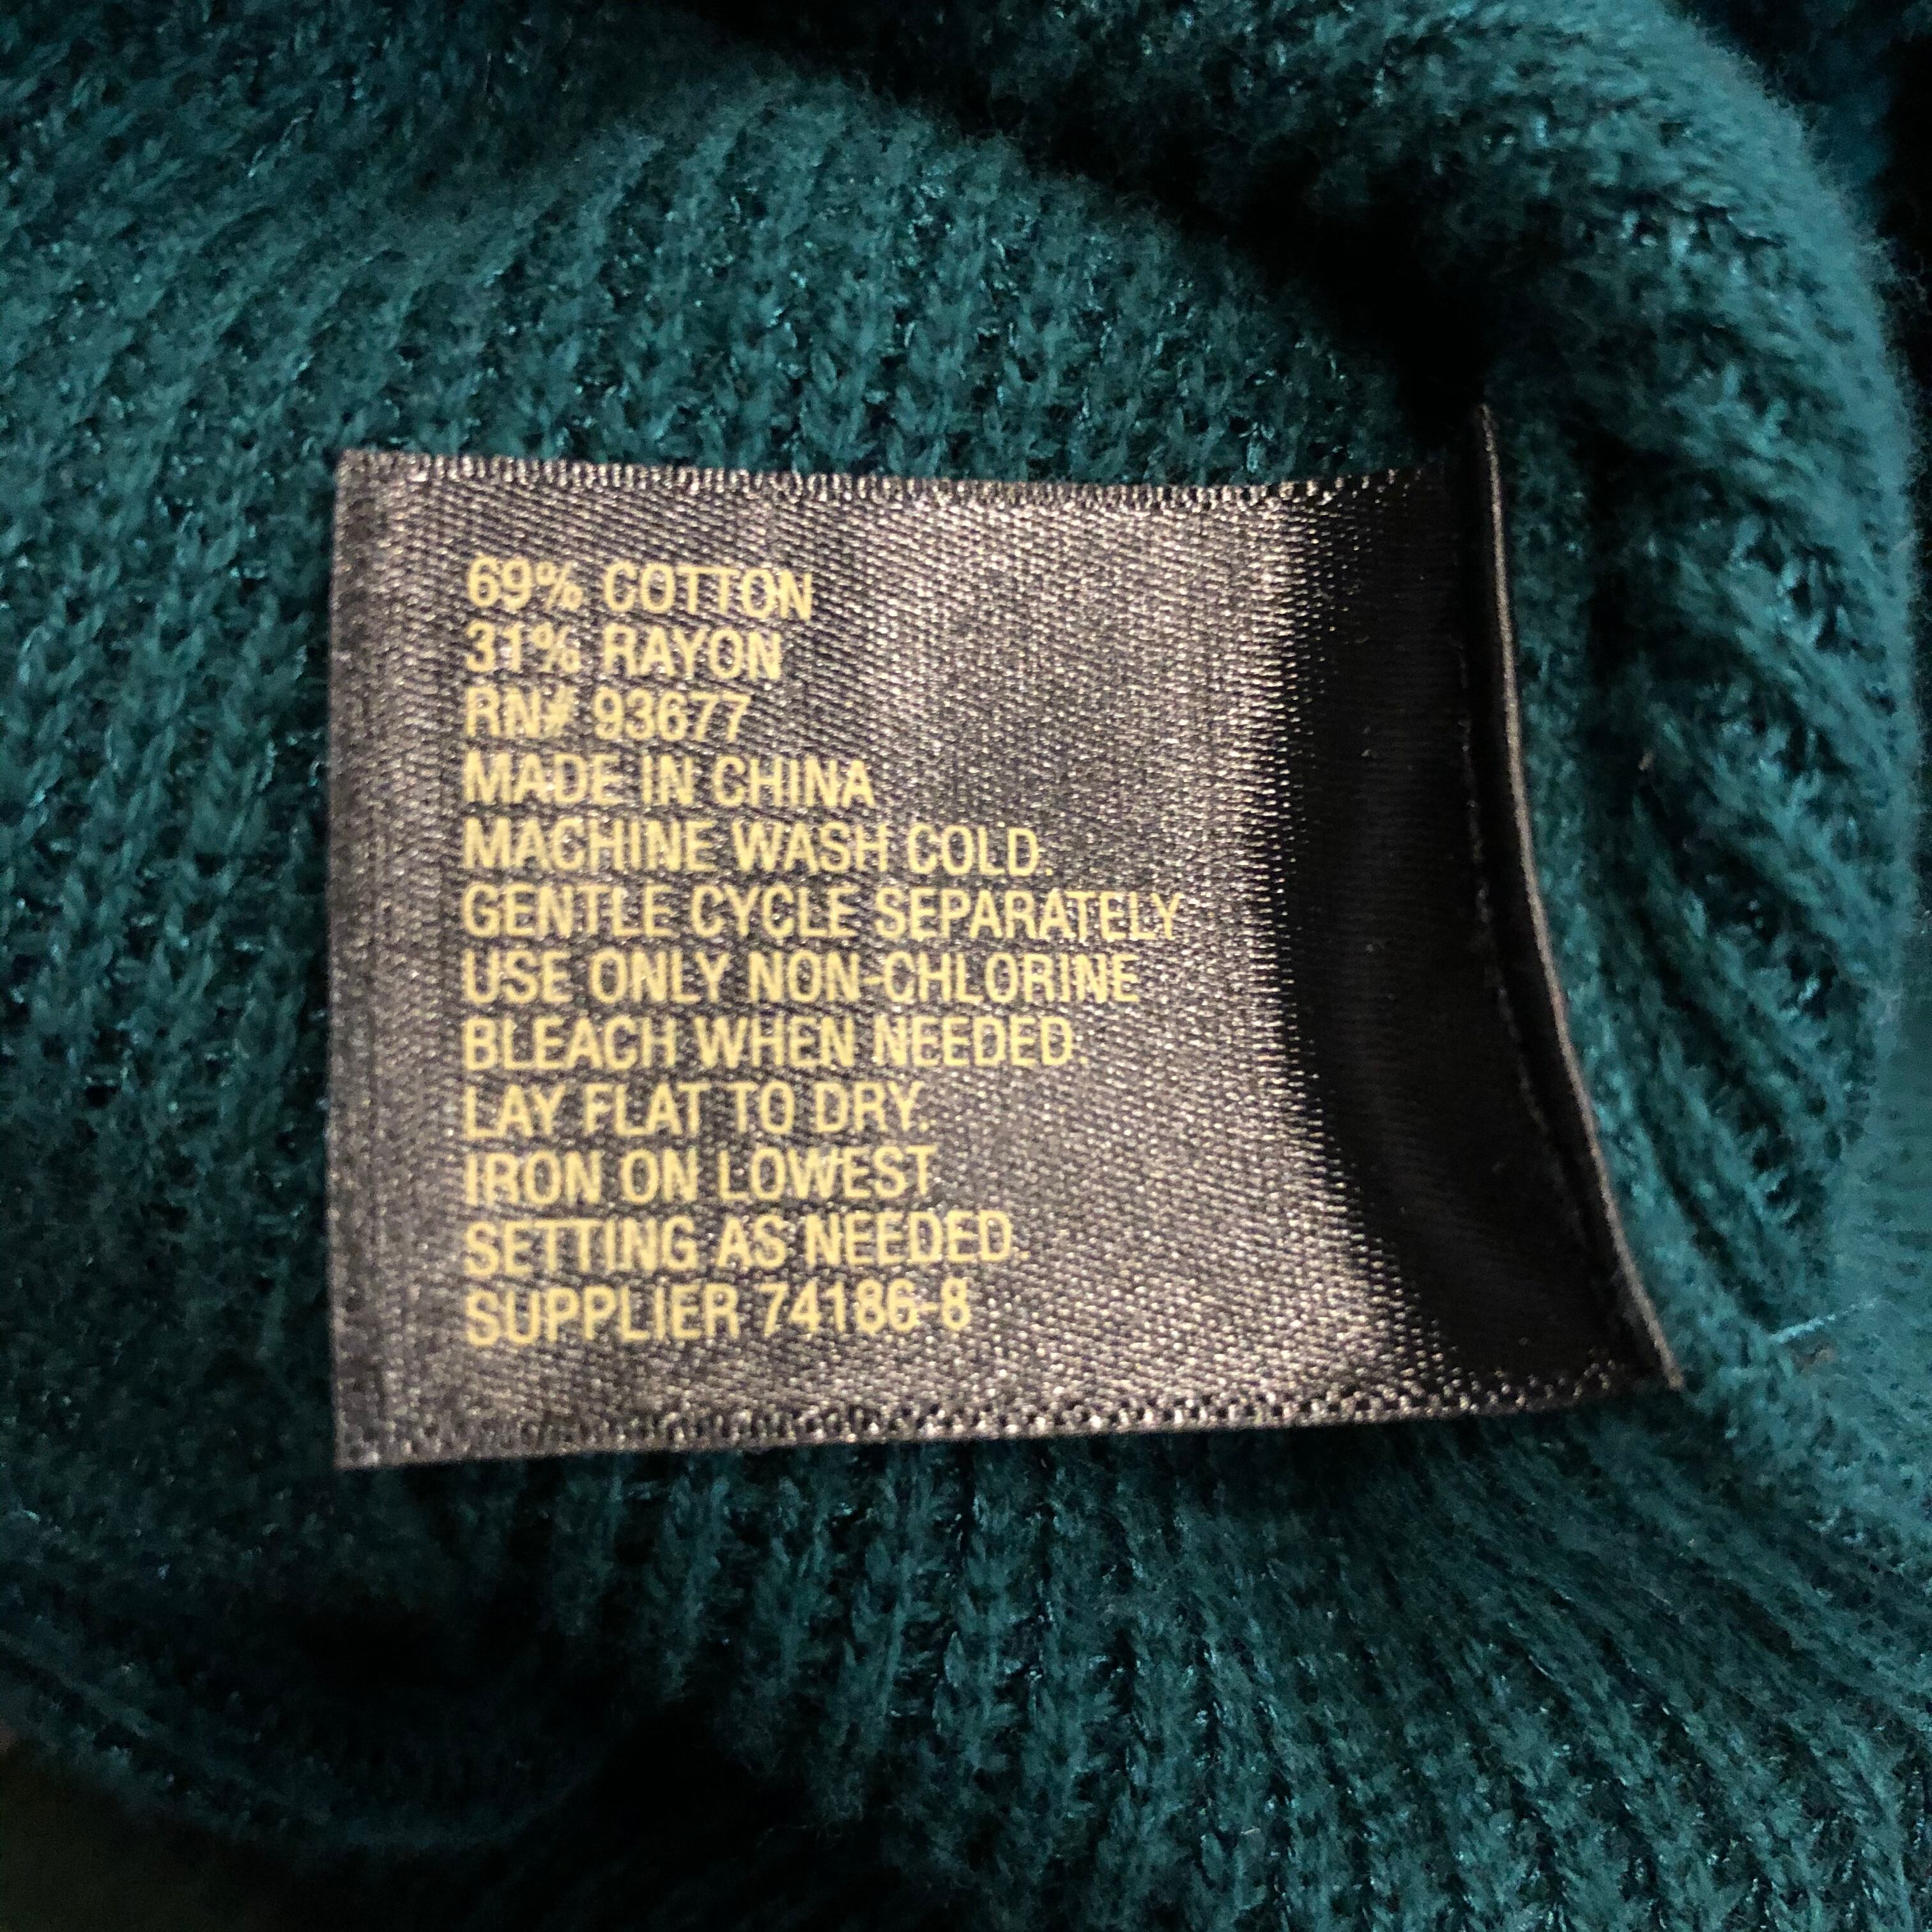 69% COTTON
31% RAYON
RN# 93677
MADE IN CHINA
MACHINE WASH COLD.
GENTLE CYCLE SEPARATELY
USE ONLY NON-CHLORINE
BLEACH WHEN NEEDED.
LAY FLAT TO DRY.
IRON ON LOWEST
SETTING AS NEEDED.
SUPPLIER 74186-8